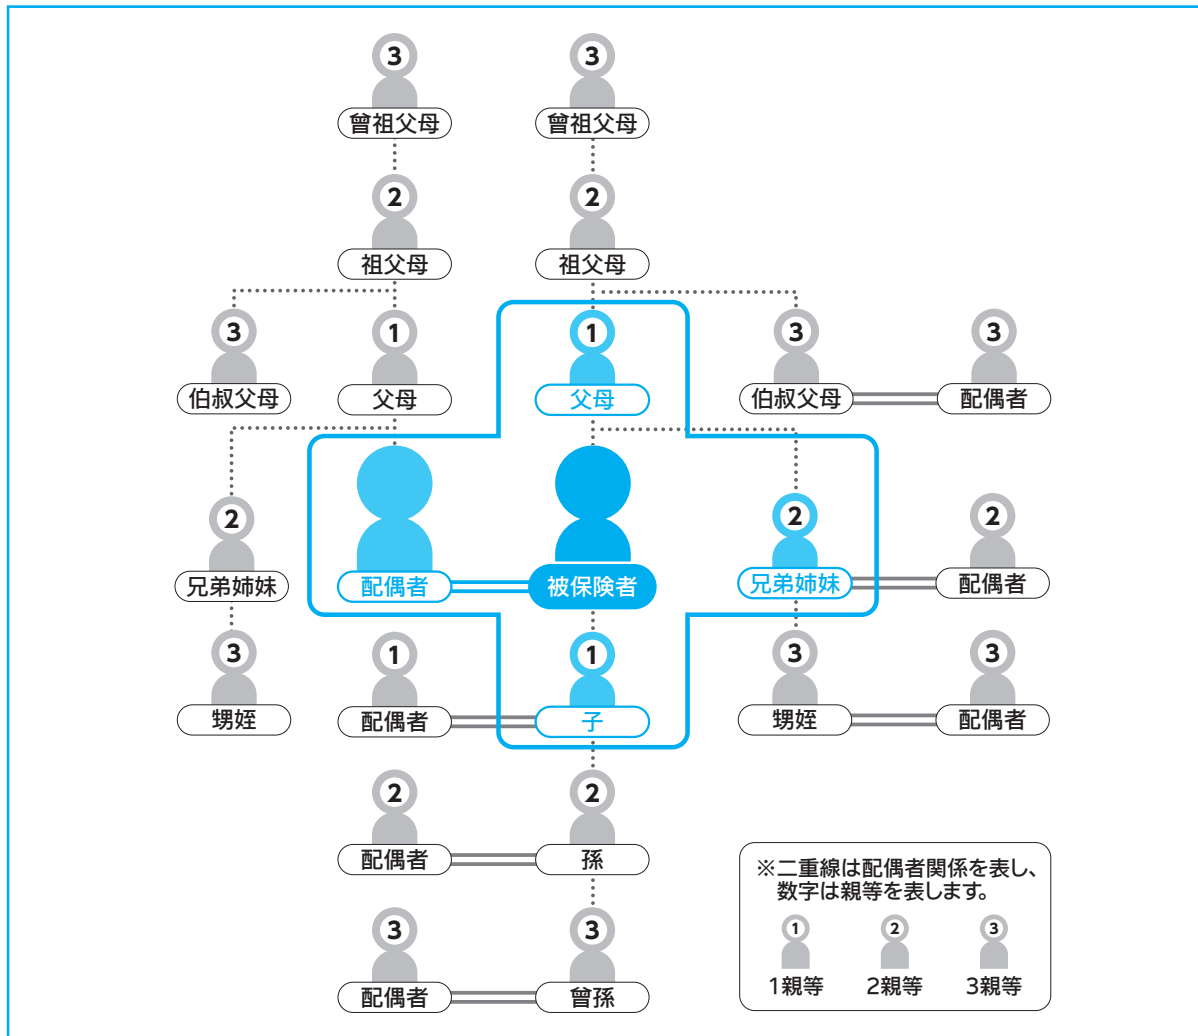 3
3
曾祖父母
曾祖父母
2
2
祖父母
祖父母
3
1
1
3
3
伯叔父母
父母
父母
伯叔父母
配偶者
2
2
2
兄弟姉妹
配偶者
被保険者
兄弟姉妹
配偶者
3
1
1
3
3
甥姪
配偶者
子
甥姪
配偶者
2
2
配偶者
孫
3
3
配偶者
曾孫
※二重線は配偶者関係を表し、
数字は親等を表します。
1
2
3
1親等
2親等
3親等